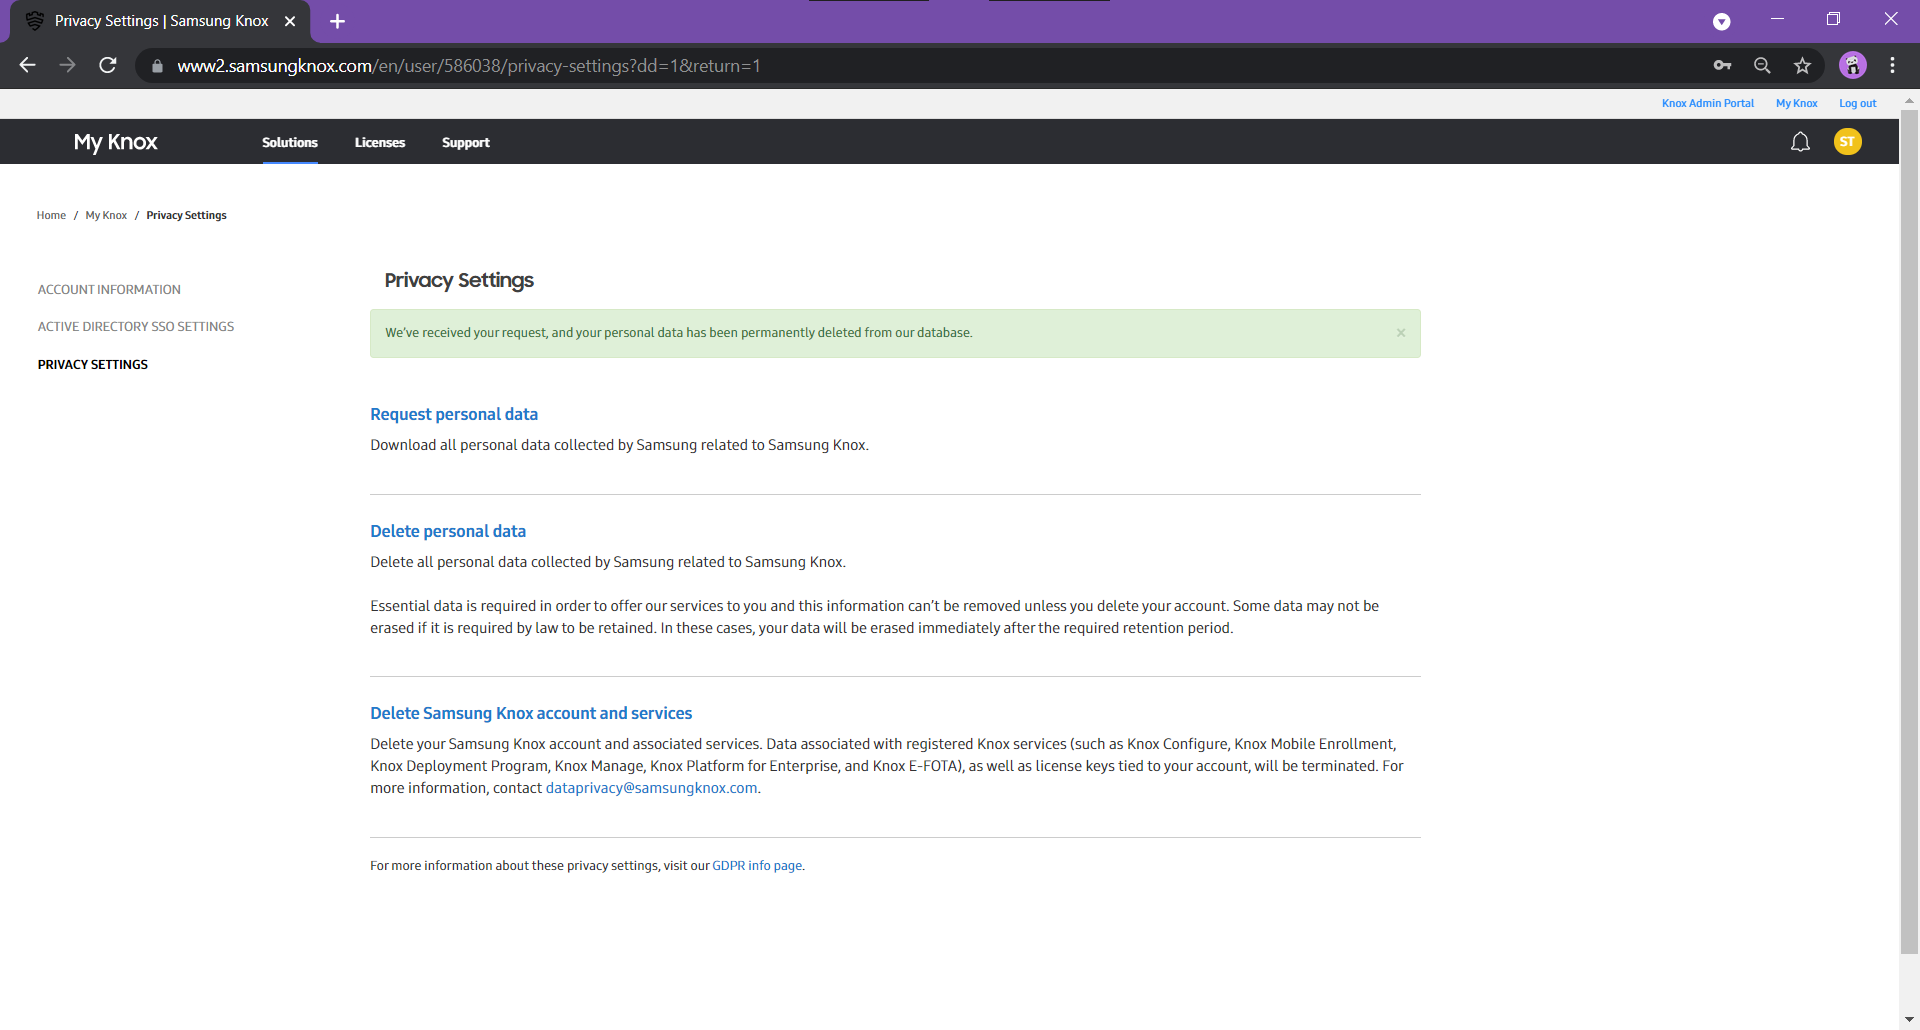 Privacy Settings | Samsung Knox
www2.samsungknox.com/en/user/586038/privacy-settings?dd=1&return=1
Knox Admin Portal My Knox Log out
My Knox Solutions Licenses Support ST
Home / My Knox / Privacy Settings
ACCOUNT INFORMATION
ACTIVE DIRECTORY SSO SETTINGS
PRIVACY SETTINGS
Privacy Settings
We've received your request, and your personal data has been permanently deleted from our database.
Request personal data
Download all personal data collected by Samsung related to Samsung Knox.
Delete personal data
Delete all personal data collected by Samsung related to Samsung Knox.
Essential data is required in order to offer our services to you and this information can't be removed unless you delete your account. Some data may not be
erased if it is required by law to be retained. In these cases, your data will be erased immediately after the required retention period.
Delete Samsung Knox account and services
Delete your Samsung Knox account and associated services. Data associated with registered Knox services (such as Knox Configure, Knox Mobile Enrollment,
Knox Deployment Program, Knox Manage, Knox Platform for Enterprise, and Knox E-FOTA), as well as license keys tied to your account, will be terminated. For
more information, contact dataprivacy@samsungknox.com.
For more information about these privacy settings, visit our GDPR info page.